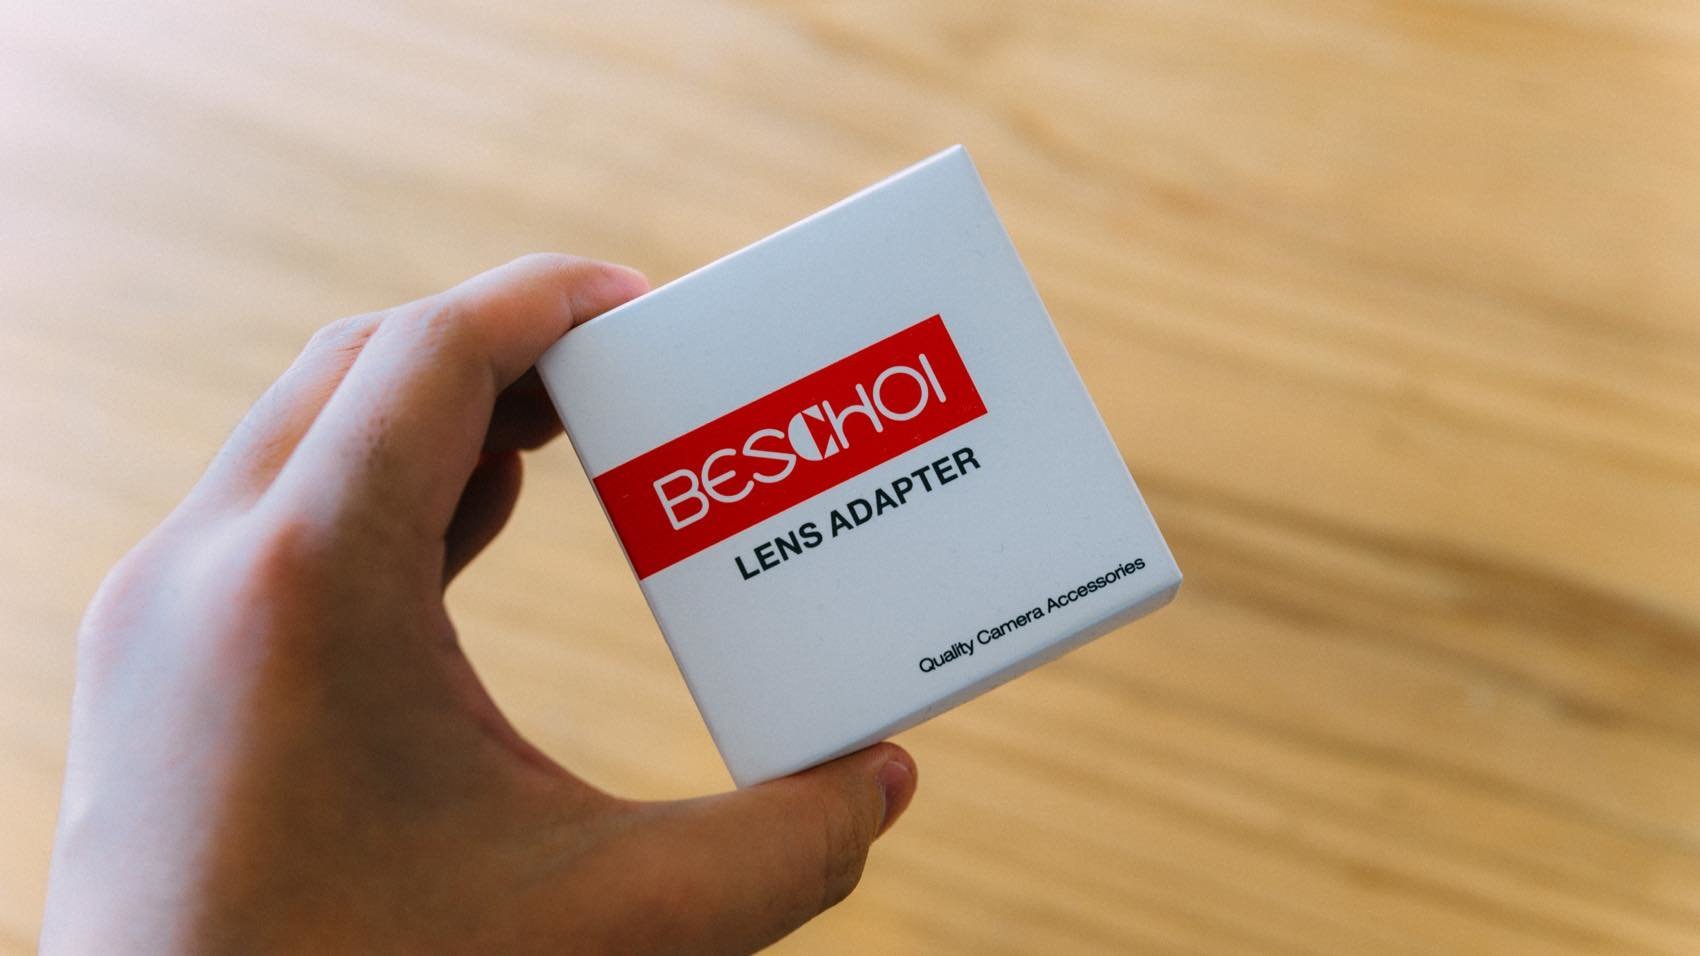 BESCHOI
LENS ADAPTER
Quality Camera Accessories